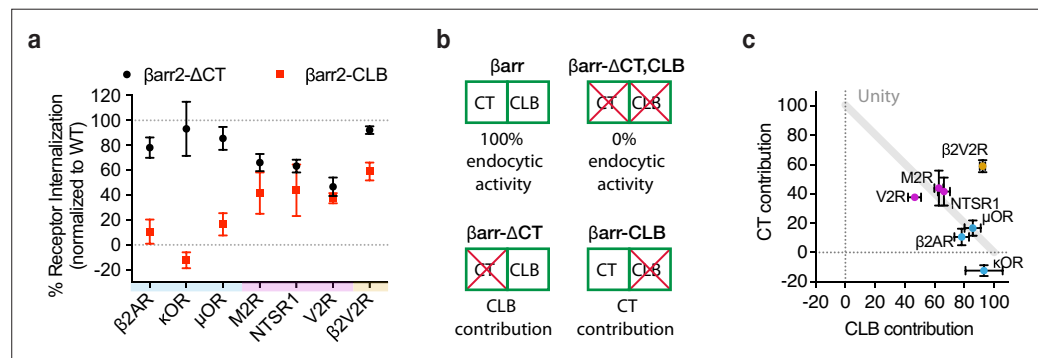 a
βarr2-ΔCT
βarr2-CLB
% Receptor Internalization
(normalized to WT)
120
100
80
60
40
20
0
-20
β2AR
κOR
μOR
M2R
NTSR1
V2R
β2V2R
b
βarr
CT
CLB
100%
endocytic
activity
βarr-ΔCT,CLB
CT
CLB
0%
endocytic
activity
βarr-ΔCT
CT
CLB
CLB
contribution
βarr-CLB
CT
CLB
CT
contribution
c
Unity
CT contribution
100
80
60
40
20
0
-20
β2V2R
M2R
V2R
NTSR1
μOR
β2AR
κOR
-20
0
20
40
60
80
100
CLB contribution